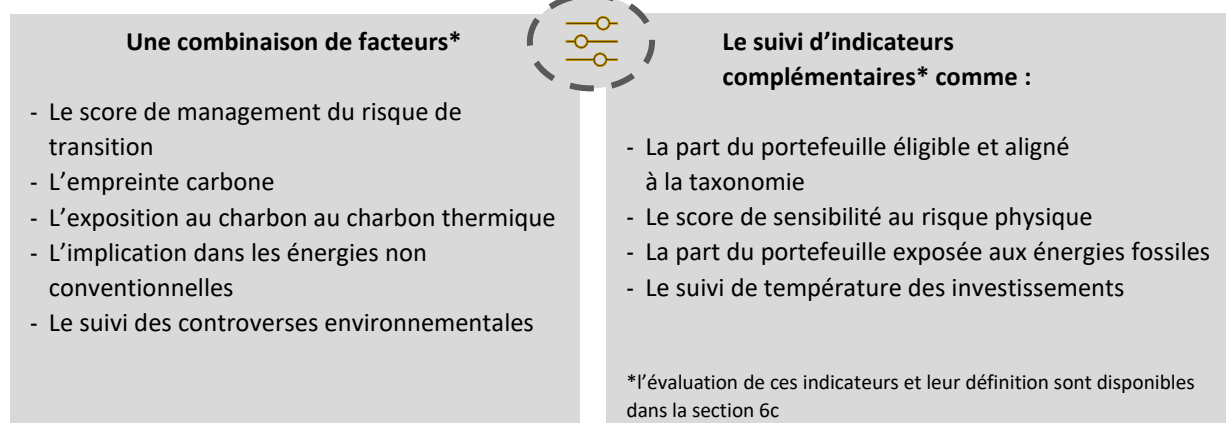 Une combinaison de facteurs*
- Le score de management du risque de
transition
- L'empreinte carbone
- L'exposition au charbon au charbon thermique
- L'implication dans les énergies non
conventionnelles
- Le suivi des controverses environnementales
Le suivi d'indicateurs
complémentaires* comme :
- La part du portefeuille éligible et aligné
à la taxonomie
- Le score de sensibilité au risque physique
- La part du portefeuille exposée aux énergies fossiles
- Le suivi de température des investissements
*l'évaluation de ces indicateurs et leur définition sont disponibles
dans la section 6c